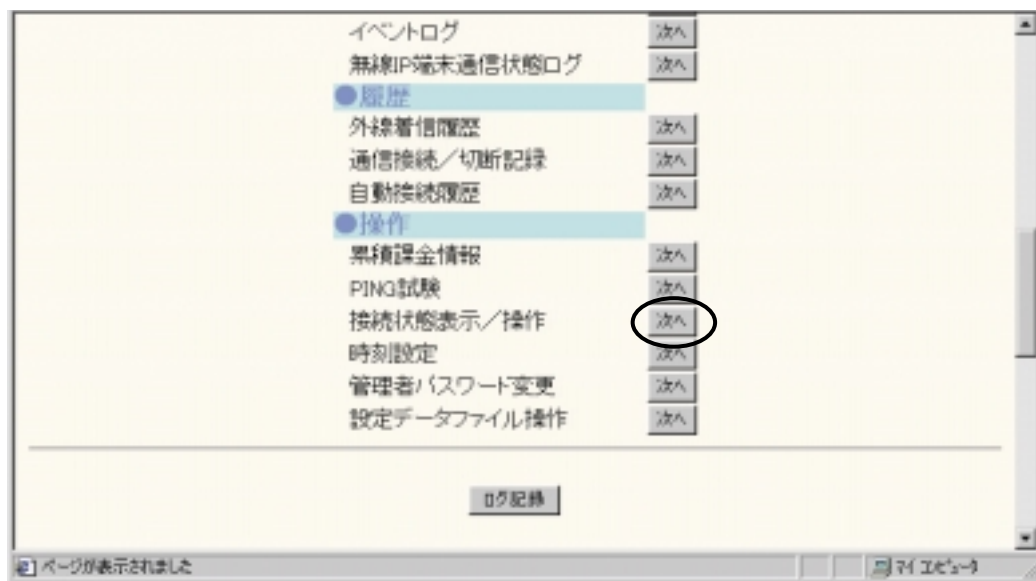 イベントログ 次へ
無線IP端末通信状態ログ 次へ
●履歴
外線着信履歴 次へ
通信接続／切断記録 次へ
自動接続履歴 次へ
●操作
累積課金情報 次へ
PING試験 次へ
接続状態表示／操作 次へ
時刻設定 次へ
管理者パスワード変更 次へ
設定データファイル操作 次へ
ログ記録
ページが表示されました マイ コンピュータ